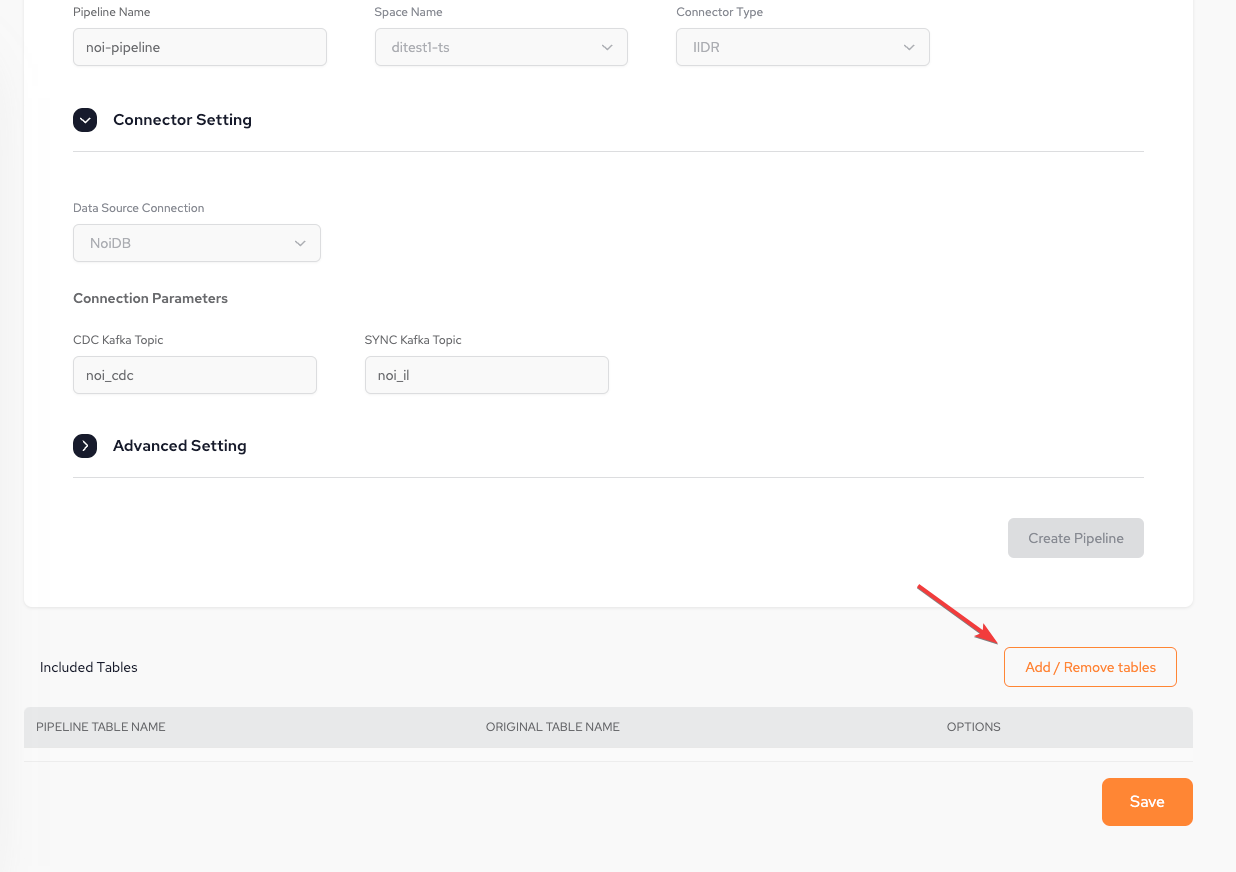 Pipeline Name
Space Name
Connector Type
noi-pipeline
ditest1-ts
IIDR
Connector Setting
Data Source Connection
NoiDB
Connection Parameters
CDC Kafka Topic
SYNC Kafka Topic
noi_cdc
noi_il
Advanced Setting
Create Pipeline
Included Tables
Add / Remove tables
PIPELINE TABLE NAME
ORIGINAL TABLE NAME
OPTIONS
Save